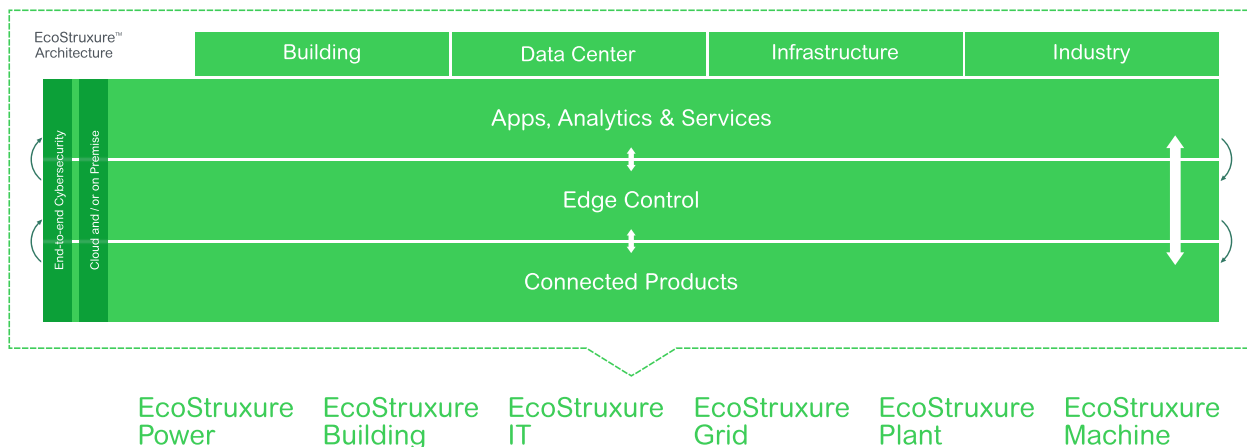 EcoStruxure™
Architecture
Building
Data Center
Infrastructure
Industry
End-to-end Cybersecurity
Cloud and / or on Premise
Apps, Analytics & Services
Edge Control
Connected Products
EcoStruxure
Power
EcoStruxure
Building
EcoStruxure
IT
EcoStruxure
Grid
EcoStruxure
Plant
EcoStruxure
Machine